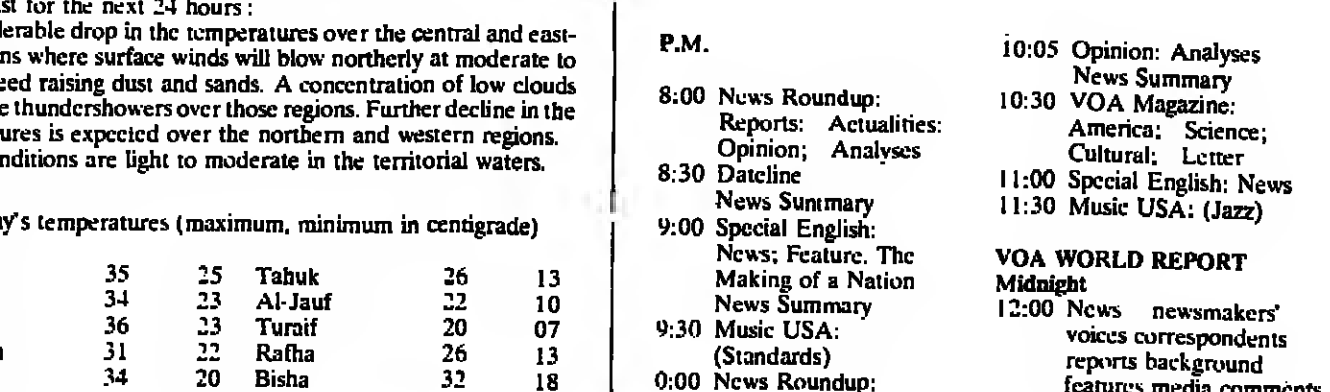 st for the next 24 hours :
lerable drop in the temperatures over the central and east-
ns where surface winds will blow northerly at moderate to
eed raising dust and sands. A concentration of low clouds
e thundershowers over those regions. Further decline in the
ures is expected over the northern and western regions.
nditions are light to moderate in the territorial waters.
y's temperatures (maximum, minimum in centigrade)
35 25 Tabuk 26 13
34 23 Al-Jauf 22 10
36 23 Turaif 20 07
31 22 Rafha 26 13
34 20 Bisha 32 18
P.M.
8:00 News Roundup:
Reports: Actualities:
Opinion; Analyses
8:30 Dateline
News Summary
9:00 Special English:
News; Feature. The
Making of a Nation
News Summary
9:30 Music USA:
(Standards)
0:00 News Roundup:
10:05 Opinion: Analyses
News Summary
10:30 VOA Magazine:
America; Science;
Cultural; Letter
11:00 Special English: News
11:30 Music USA: (Jazz)
VOA WORLD REPORT
Midnight
12:00 News newsmakers'
voices correspondents
reports background
features media comments